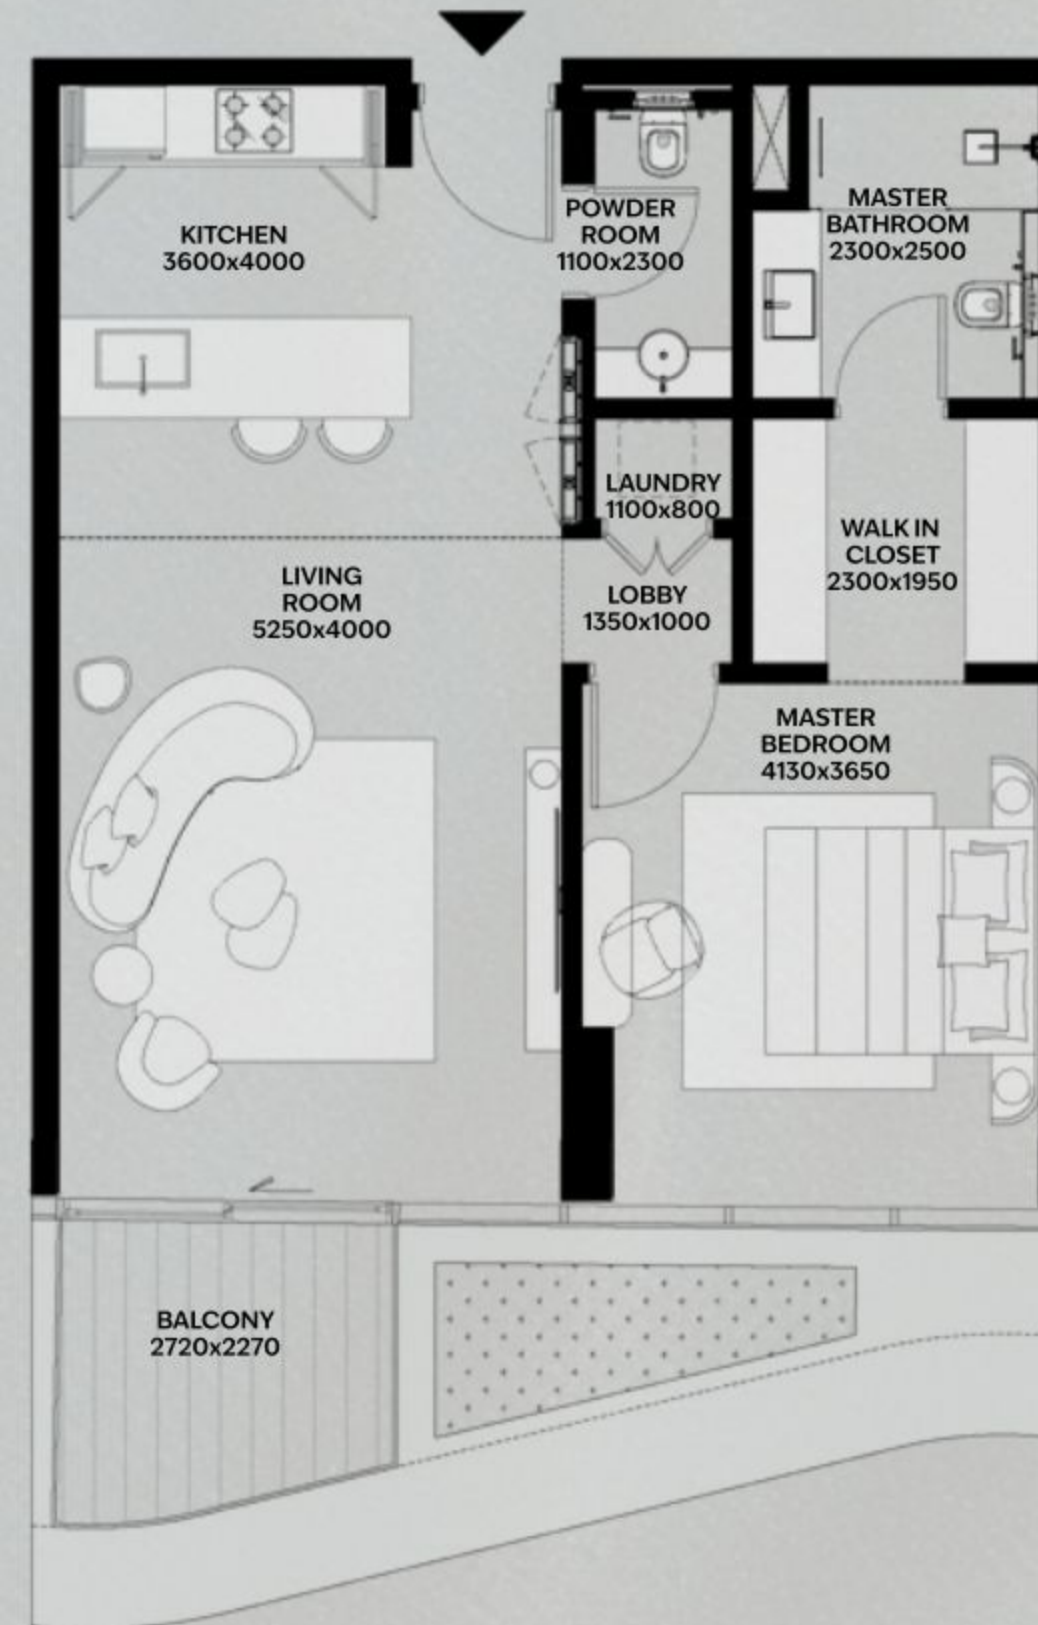 KITCHEN
3600x4000
POWDER
ROOM
1100x2300
MASTER
BATHROOM
2300x2500
LAUNDRY
1100x800
WALK IN
CLOSET
2300x1950
LIVING
ROOM
5250x4000
LOBBY
1350x1000
MASTER
BEDROOM
4130x3650
BALCONY
2720x2270